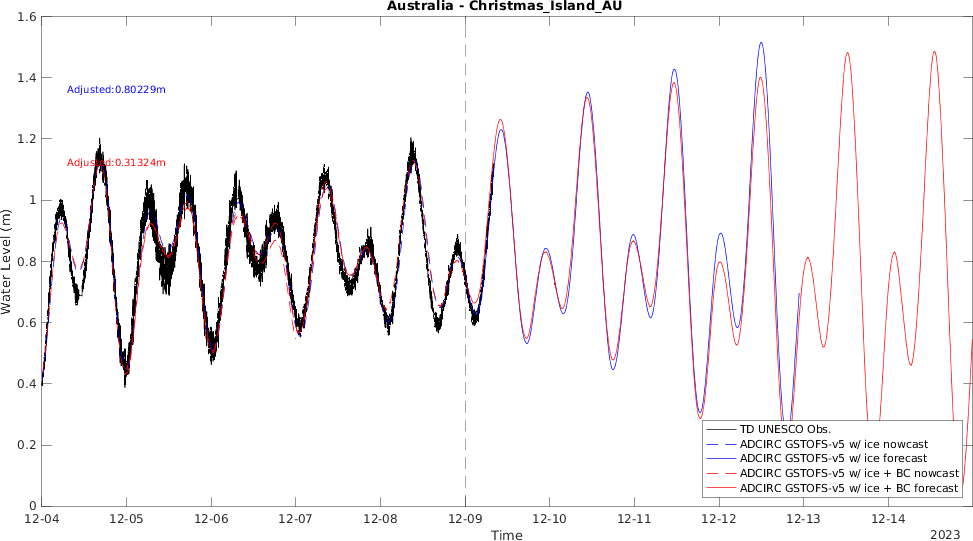 Australia - Christmas_Island_AU
1.6
1.4
Adjusted:0.80229m
1.2
Adjusted:0.31324m
1
0.8
0.6
0.4
0.2
0
Water Level (m)
TD UNESCO Obs.
ADCIRC GSTOFS-v5 w/ ice nowcast
ADCIRC GSTOFS-v5 w/ ice forecast
ADCIRC GSTOFS-v5 w/ ice + BC nowcast
ADCIRC GSTOFS-v5 w/ ice + BC forecast
12-04 12-05 12-06 12-07 12-08 12-09 12-10 12-11 12-12 12-13 12-14
Time
2023